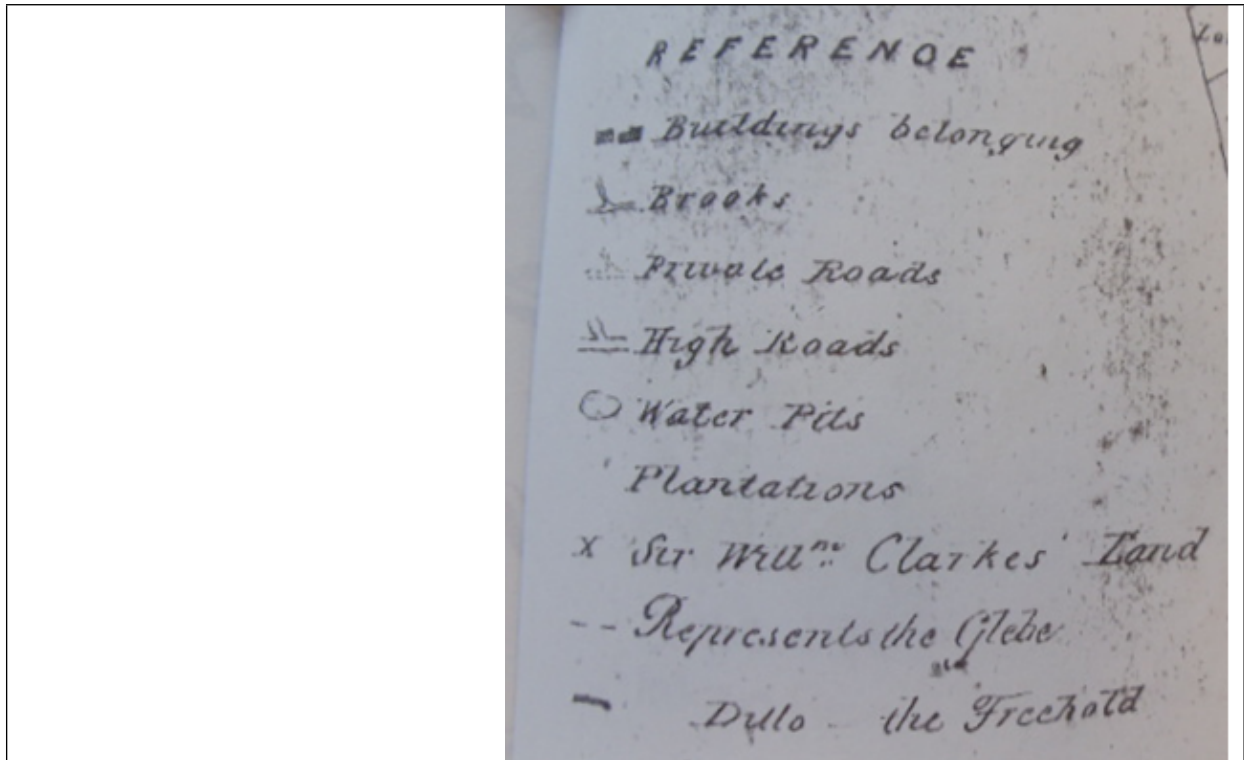 REFERENCE
Buildings belonging
Brooks
Private Roads
High Roads
Water Pits
Plantations
x Sir Willm Clarkes' Land
-- Represents the Glebe
Ditto - the Freehold